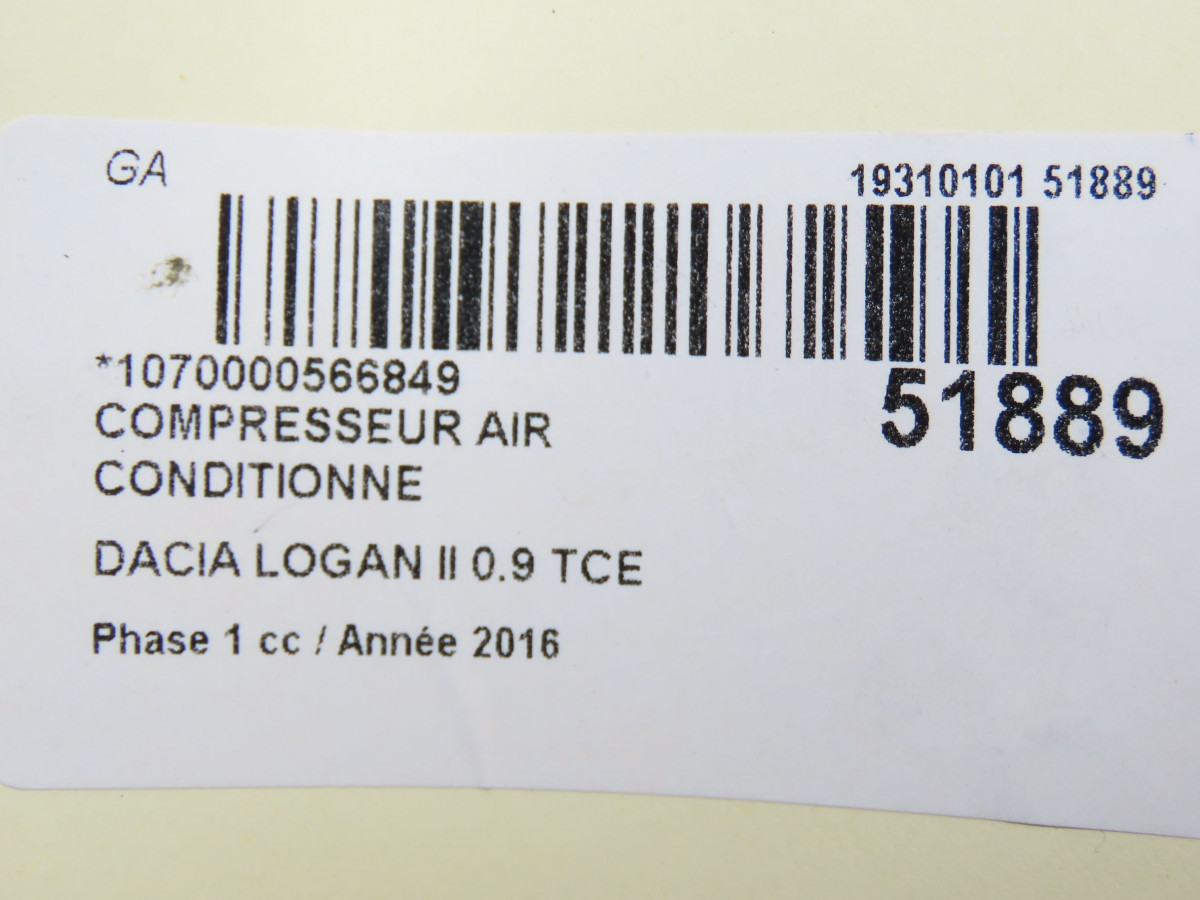 GA
19310101 51889
*1070000566849
51889
COMPRESSEUR AIR
CONDITIONNE
DACIA LOGAN II 0.9 TCE
Phase 1 cc / Année 2016